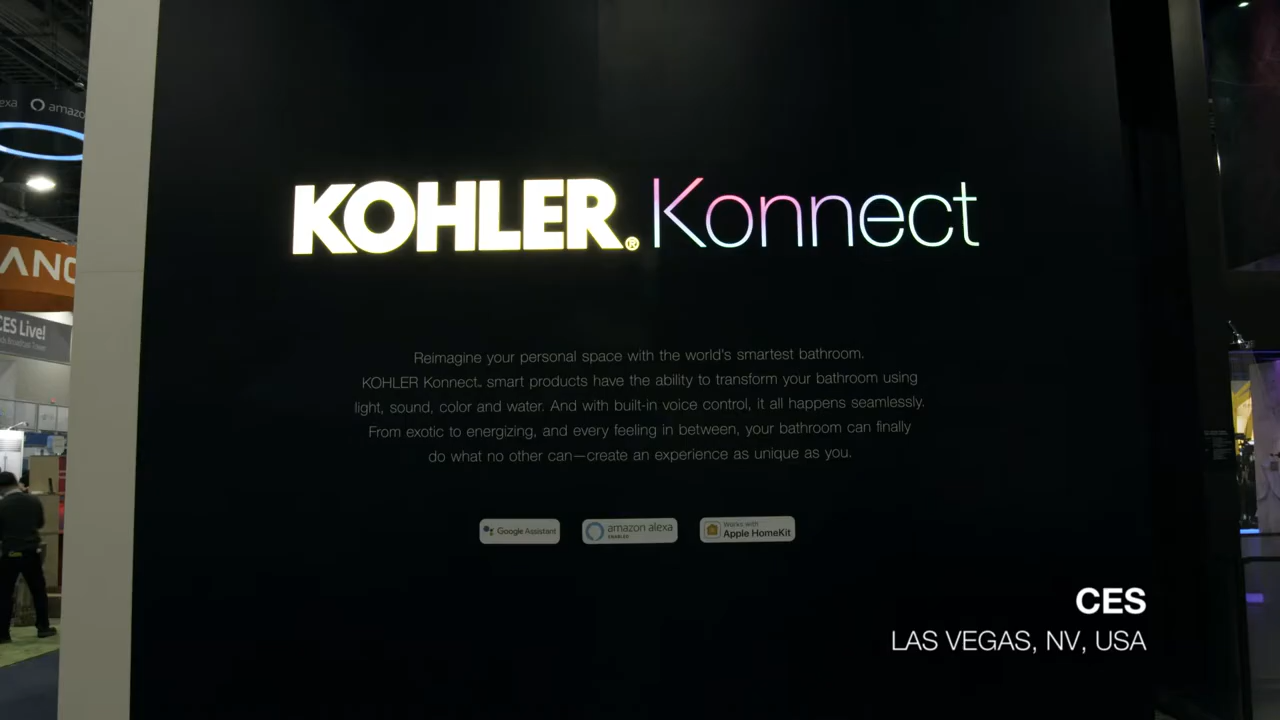 KOHLER® Konnect
Reimagine your personal space with the world's smartest bathroom.
KOHLER Konnect. smart products have the ability to transform your bathroom using
light, sound, color and water. And with built-in voice control, it all happens seamlessly.
From exotic to energizing, and every feeling in between, your bathroom can finally
do what no other can—create an experience as unique as you.
Google Assistant
amazon alexa
ENABLED
Works with
Apple HomeKit
CES
LAS VEGAS, NV, USA
exa
amazo
ANC
CES Live!